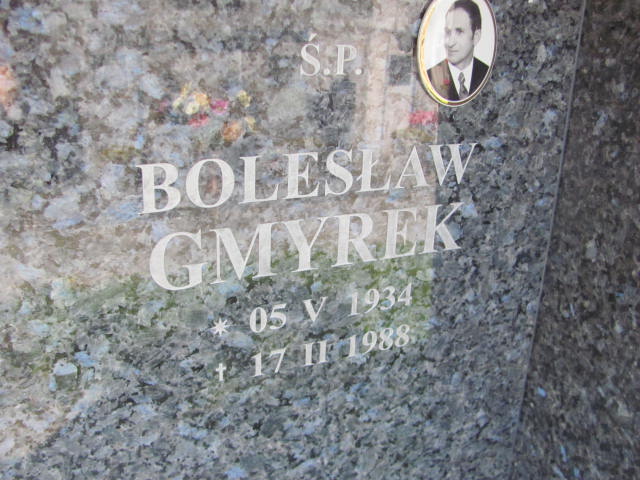 Ś.P.
BOLESŁAW
GMYREK
* 05 V 1934
† 17 II 1988